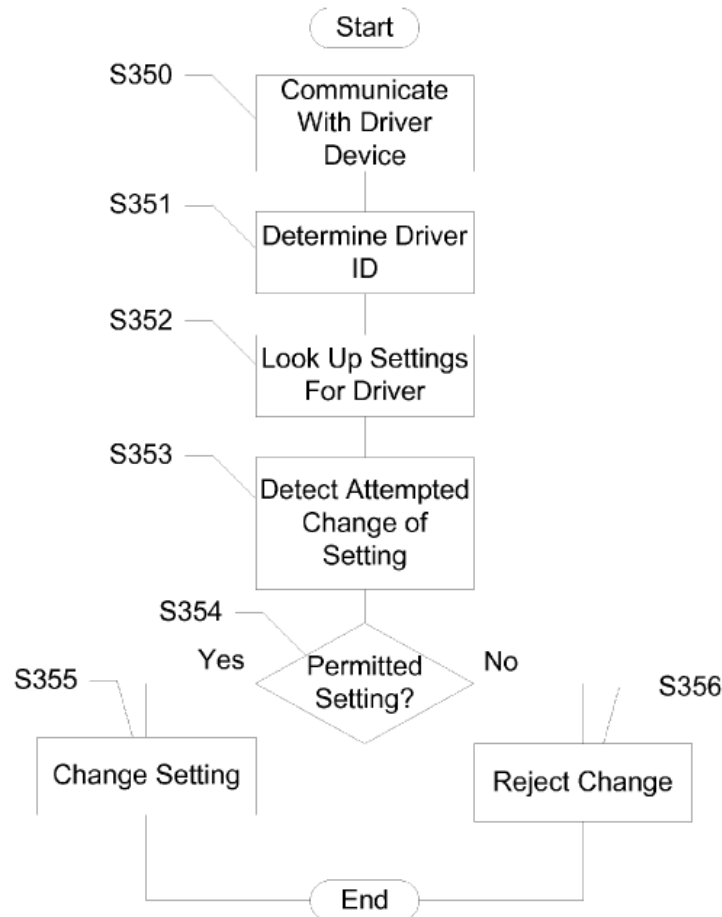 Start
S350
Communicate
With Driver
Device
S351
Determine Driver
ID
S352
Look Up Settings
For Driver
S353
Detect Attempted
Change of
Setting
S354
Permitted
Setting?
Yes
No
S355
Change Setting
S356
Reject Change
End